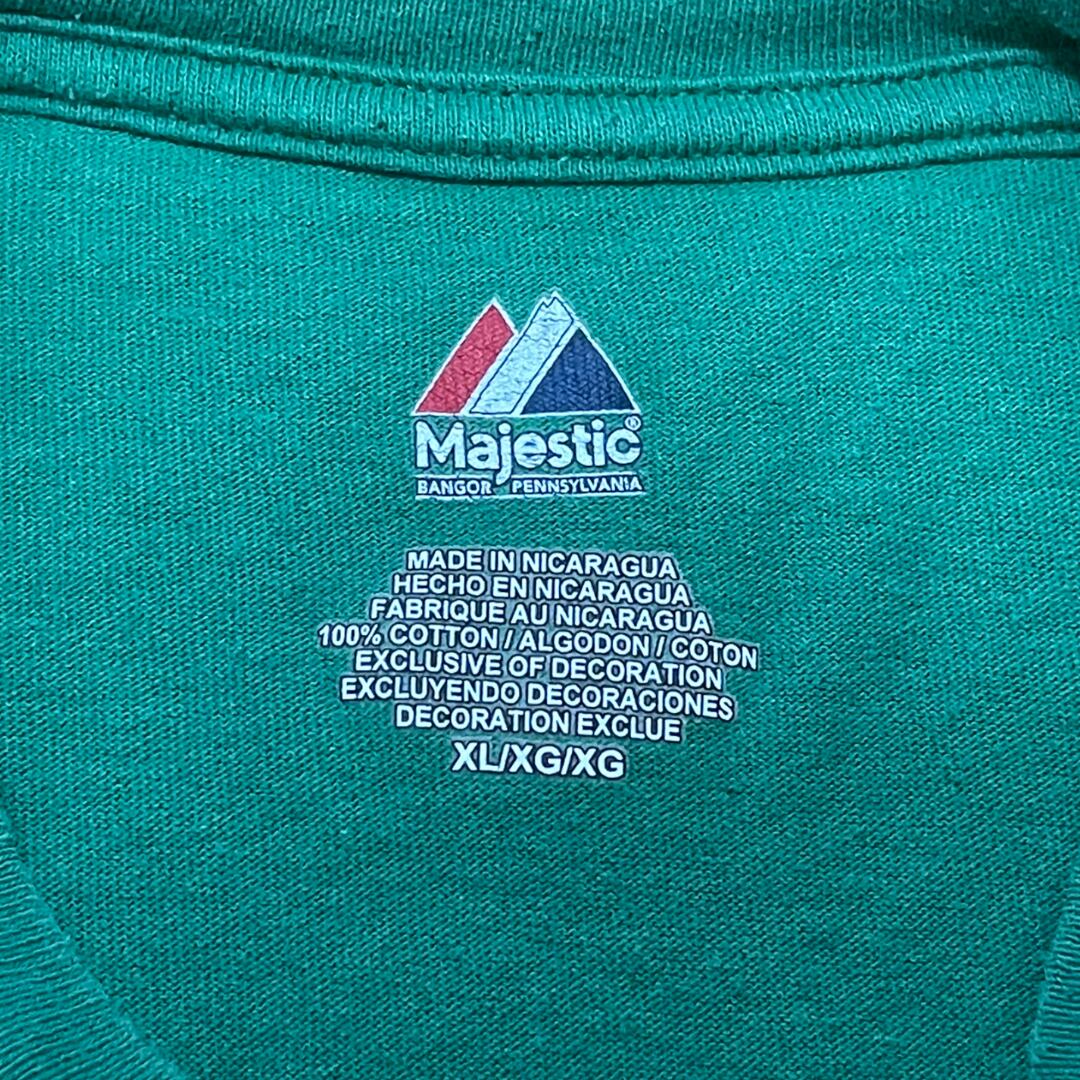 Majestic®
BANGOR PENNSYLVANIA
MADE IN NICARAGUA
HECHO EN NICARAGUA
FABRIQUE AU NICARAGUA
100% COTTON / ALGODON / COTON
EXCLUSIVE OF DECORATION
EXCLUYENDO DECORACIONES
DECORATION EXCLUE
XL/XG/XG